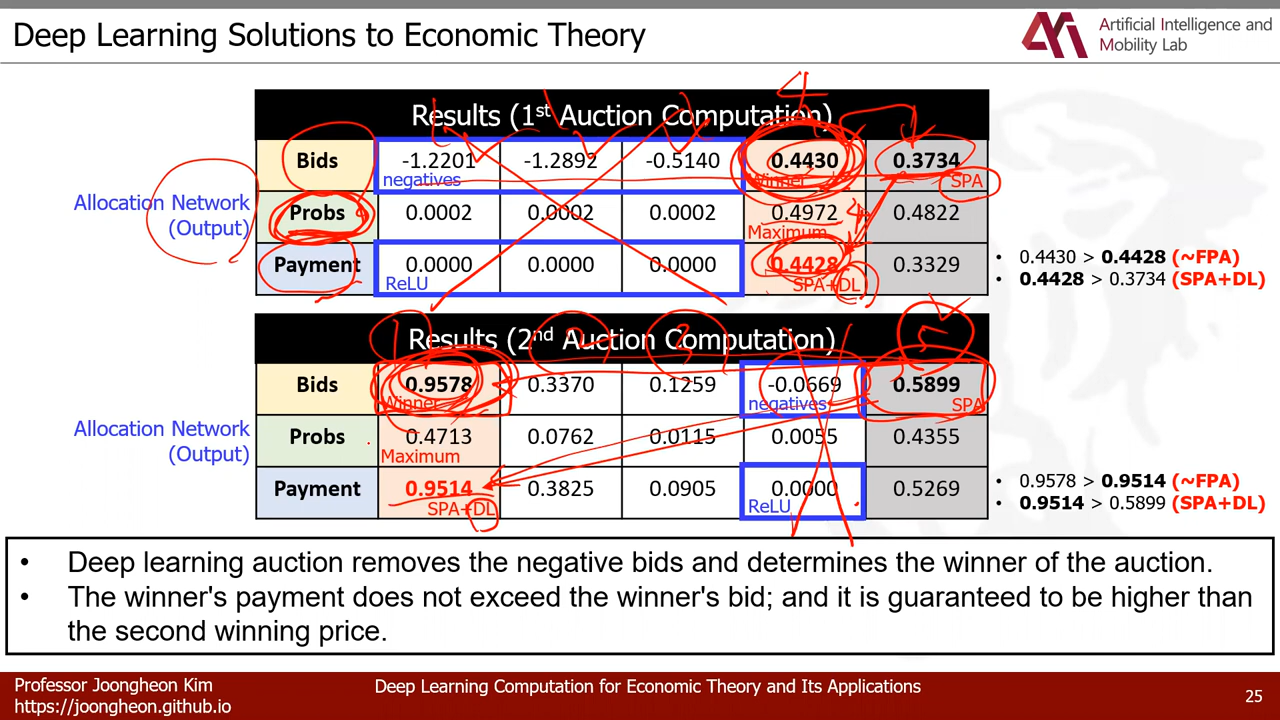 Deep Learning Solutions to Economic Theory
Artificial Intelligence and
Mobility Lab
Results (1st Auction Computation)
Bids -1.2201 -1.2892 -0.5140 0.4430 0.3734
negatives Winner SPA
Allocation Network
(Output)
Probs 0.0002 0.0002 0.0002 0.4972 0.4822
Maximum
Payment 0.0000 0.0000 0.0000 0.4428 0.3329
ReLU SPA+DL
• 0.4430 > 0.4428 (~FPA)
• 0.4428 > 0.3734 (SPA+DL)
Results (2nd Auction Computation)
Bids 0.9578 0.3370 0.1259 -0.0669 0.5899
Winner negatives SPA
Allocation Network
(Output)
Probs 0.4713 0.0762 0.0115 0.0055 0.4355
Maximum
Payment 0.9514 0.3825 0.0905 0.0000 0.5269
SPA+DL ReLU
• 0.9578 > 0.9514 (~FPA)
• 0.9514 > 0.5899 (SPA+DL)
• Deep learning auction removes the negative bids and determines the winner of the auction.
• The winner's payment does not exceed the winner's bid; and it is guaranteed to be higher than
the second winning price.
Professor Joongheon Kim
https://joongheon.github.io
Deep Learning Computation for Economic Theory and Its Applications
25